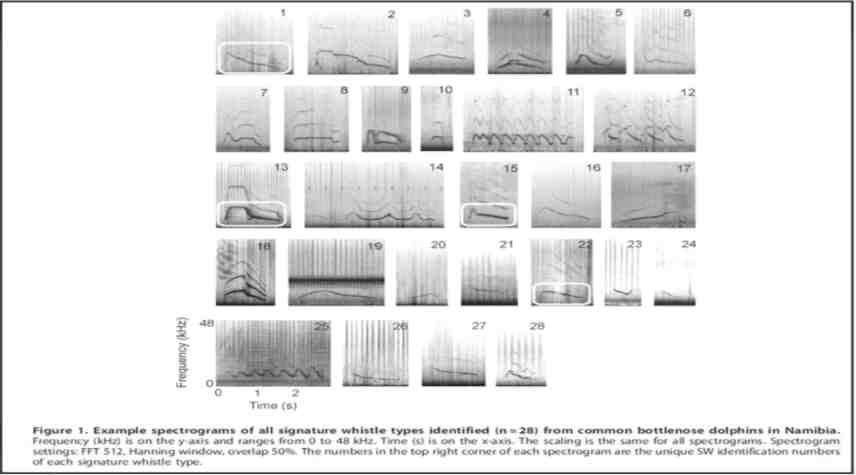 1 2 3 4 5 6
7 8 9 10 11 12
13 14 15 16 17
18 19 20 21 22 23 24
48 25 26 27 28
Frequency (kHz)
0
0 1 2
Time (s)
Figure 1. Example spectrograms of all signature whistle types identified (n = 28) from common bottlenose dolphins in Namibia.
Frequency (kHz) is on the y-axis and ranges from 0 to 48 kHz. Time (s) is on the x-axis. The scaling is the same for all spectrograms. Spectrogram
settings: FFT 512, Hanning window, overlap 50%. The numbers in the top right corner of each spectrogram are the unique SW identification numbers
of each signature whistle type.